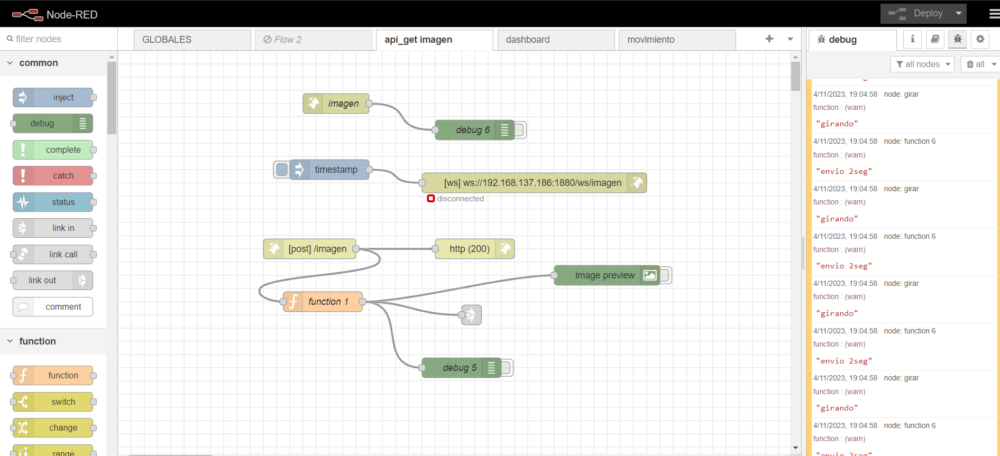 Node-RED
Deploy
filter nodes
GLOBALES
Flow 2
api_get imagen
dashboard
movimiento
debug
all nodes
all
common
inject
debug
complete
catch
status
link in
link call
link out
comment
function
function
switch
change
range
imagen
debug 6
timestamp
[ws] ws://192.168.137.186:1880/ws/imagen
disconnected
[post] /imagen
http (200)
image preview
function 1
debug 5
4/11/2023, 19:04:58 node: girar
function : (warn)
"girando"
4/11/2023, 19:04:58 node: function 6
function : (warn)
"envio 2seg"
4/11/2023, 19:04:58 node: girar
function : (warn)
"girando"
4/11/2023, 19:04:58 node: function 6
function : (warn)
"envio 2seg"
4/11/2023, 19:04:58 node: girar
function : (warn)
"girando"
4/11/2023, 19:04:58 node: function 6
function : (warn)
"envio 2seg"
4/11/2023, 19:04:58 node: girar
function : (warn)
"girando"
4/11/2023, 19:04:58 node: function 6
function : (warn)
"envio 2seg"